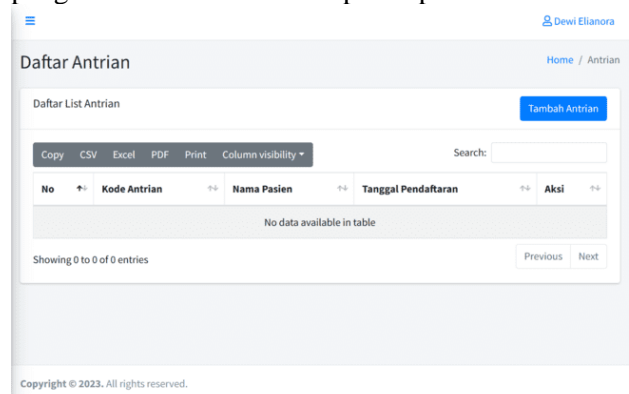 Dewi Elianora
Daftar Antrian
Home / Antrian
Daftar List Antrian
Tambah Antrian
Copy CSV Excel PDF Print Column visibility
Search:
No Kode Antrian Nama Pasien Tanggal Pendaftaran Aksi
No data available in table
Showing 0 to 0 of 0 entries
Previous Next
Copyright © 2023. All rights reserved.